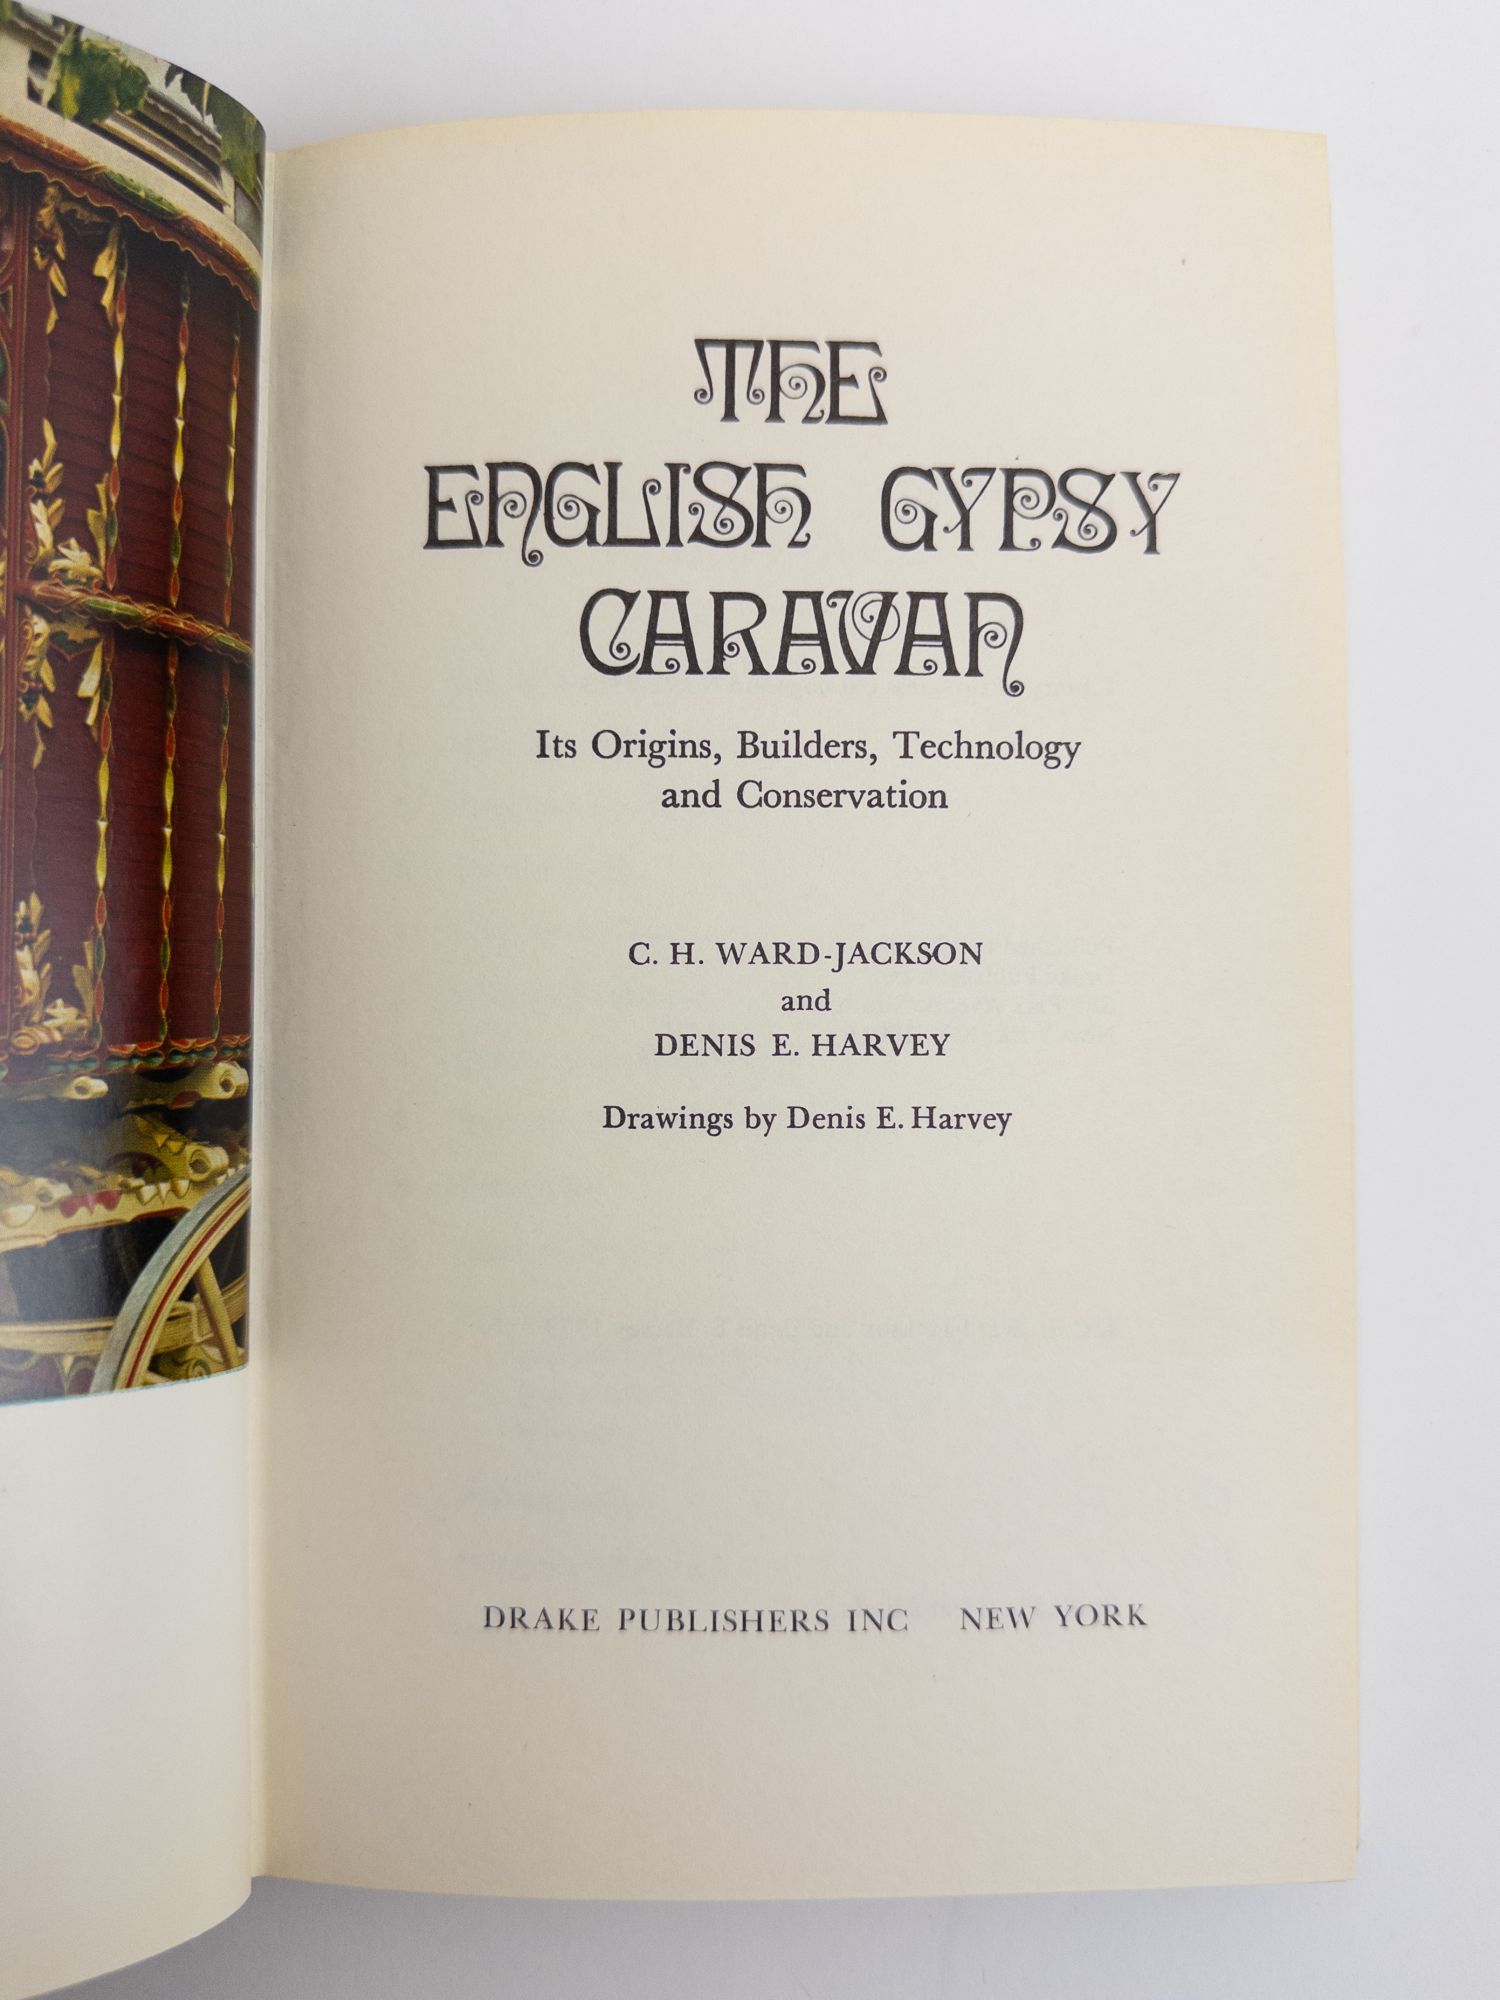 THE
ENGLISH GYPSY
CARAVAN
Its Origins, Builders, Technology
and Conservation
C. H. WARD-JACKSON
and
DENIS E. HARVEY
Drawings by Denis E. Harvey
DRAKE PUBLISHERS INC NEW YORK